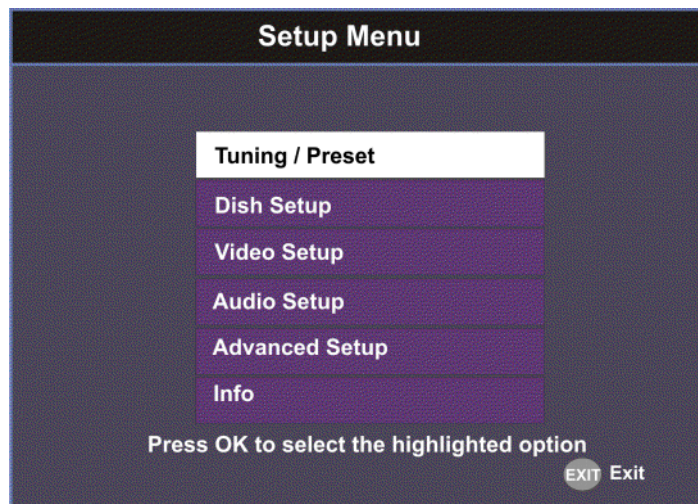 Setup Menu
Tuning / Preset
Dish Setup
Video Setup
Audio Setup
Advanced Setup
Info
Press OK to select the highlighted option
EXIT Exit